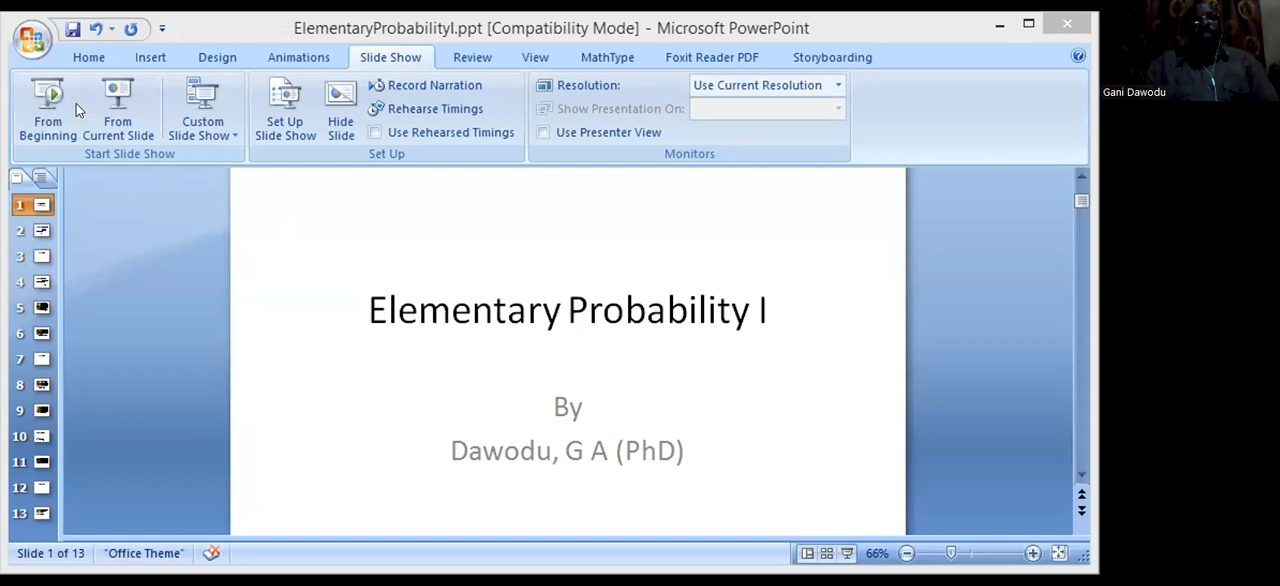 ElementaryProbabilityI.ppt [Compatibility Mode] - Microsoft PowerPoint
Home Insert Design Animations Slide Show Review View MathType Foxit Reader PDF Storyboarding
From Beginning
From Current Slide
Custom Slide Show
Start Slide Show
Set Up Slide Show
Hide Slide
Record Narration
Rehearse Timings
Use Rehearsed Timings
Set Up
Resolution: Use Current Resolution
Show Presentation On:
Use Presenter View
Monitors
Gani Dawodu
1
2
3
4
5
6
7
8
9
10
11
12
13
Elementary Probability I
By
Dawodu, G A (PhD)
Slide 1 of 13 "Office Theme" 66%